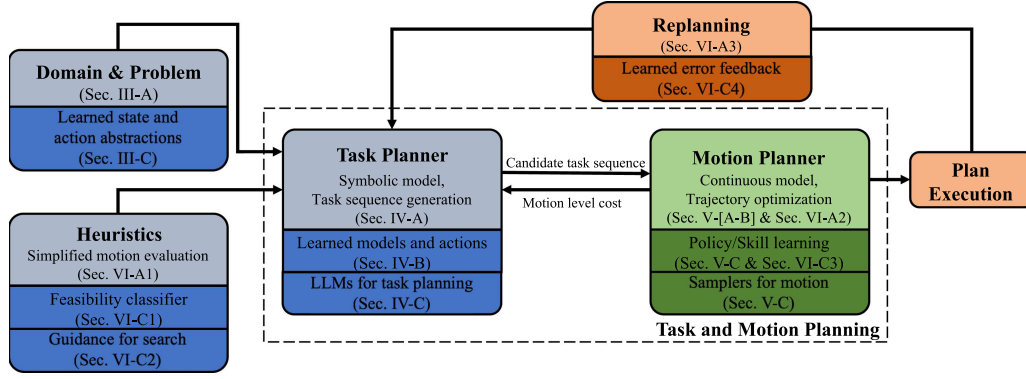 Replanning
(Sec. VI-A3)
Learned error feedback
(Sec. VI-C4)
Domain & Problem
(Sec. III-A)
Learned state and
action abstractions
(Sec. III-C)
Task Planner
Symbolic model,
Task sequence generation
(Sec. IV-A)
Learned models and actions
(Sec. IV-B)
LLMs for task planning
(Sec. IV-C)
Candidate task sequence
Motion level cost
Motion Planner
Continuous model,
Trajectory optimization
(Sec. V-[A-B] & Sec. VI-A2)
Policy/Skill learning
(Sec. V-C & Sec. VI-C3)
Samplers for motion
(Sec. V-C)
Plan
Execution
Heuristics
Simplified motion evaluation
(Sec. VI-A1)
Feasibility classifier
(Sec. VI-C1)
Guidance for search
(Sec. VI-C2)
Task and Motion Planning